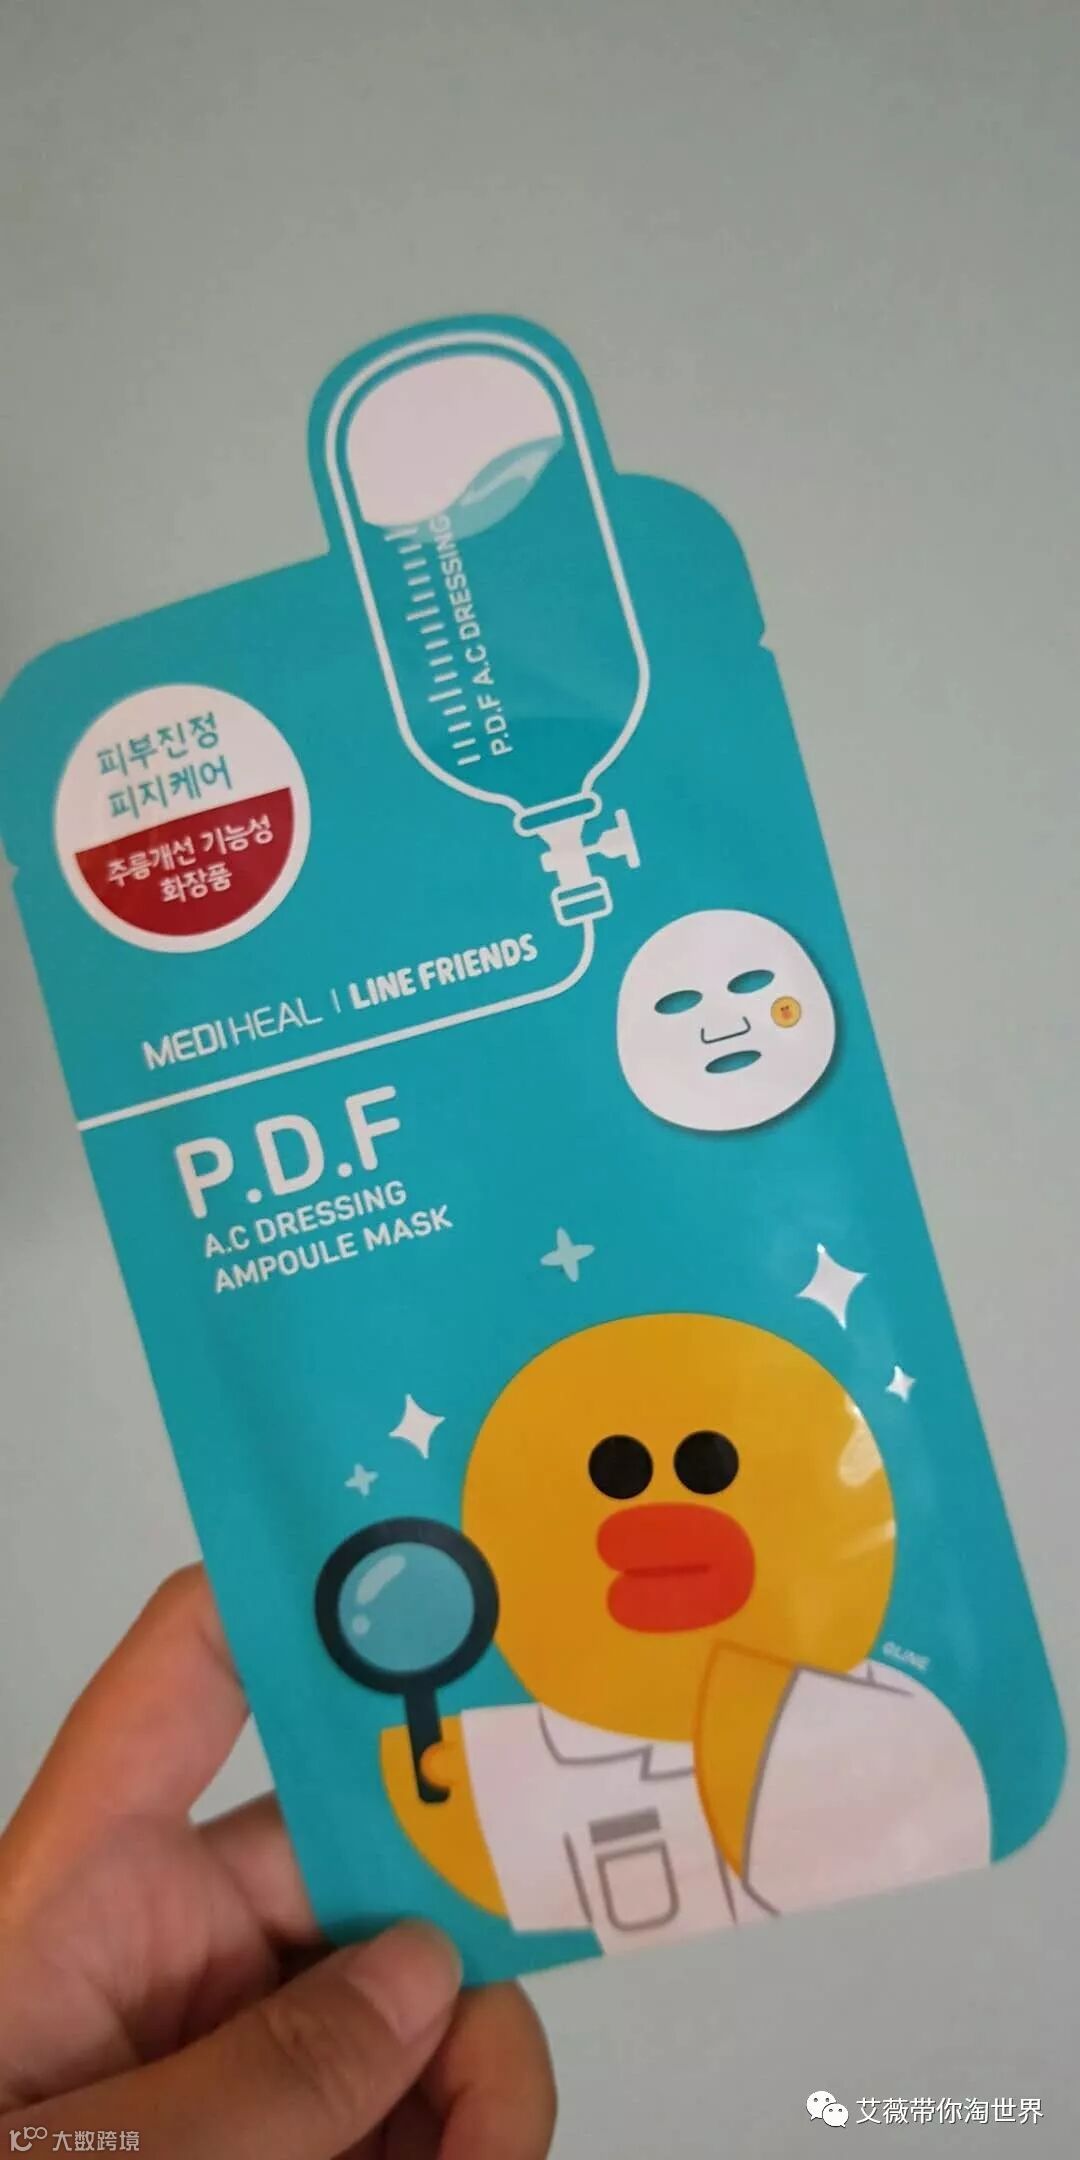 P.D.F A.C DRESSING
피부진정
피지케어
주름개선 기능성
화장품
MEDIHEAL | LINE FRIENDS
P.D.F
A.C DRESSING
AMPOULE MASK
©LINE
艾薇带你淘世界
大数跨境